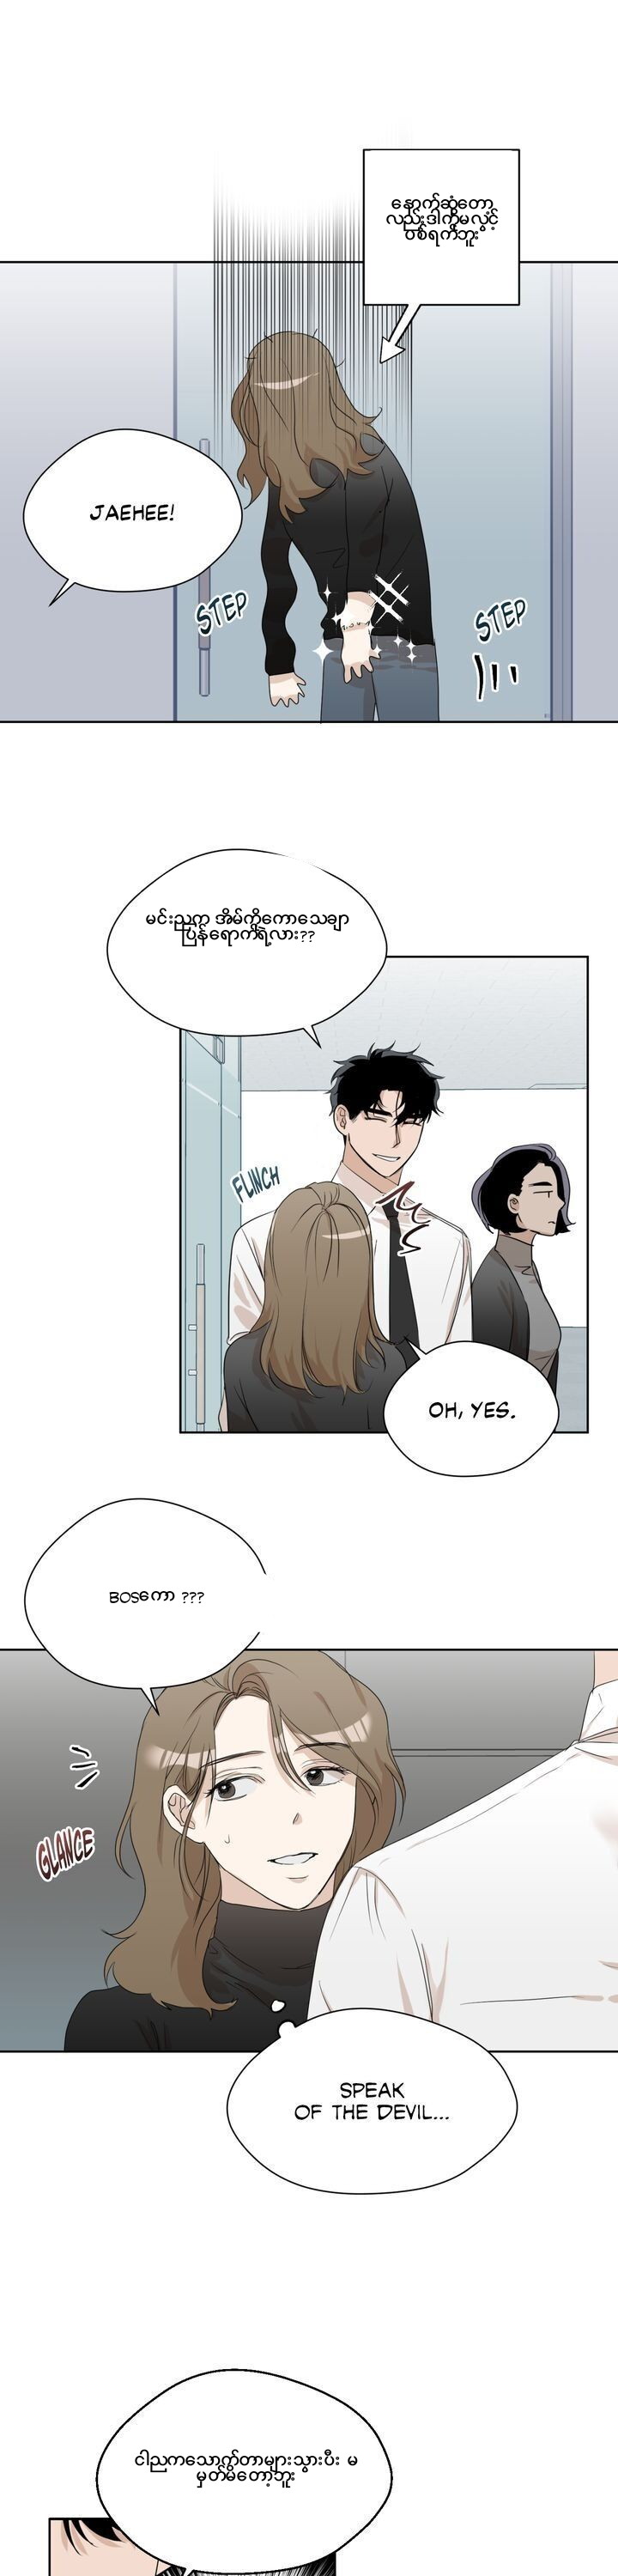 နောက်ဆုံတော့
လည်းဒါကိုမလွှင့်
ပစ်ရက်ဘူး
JAEHEE!
STEP
STEP
မင်းညက အိမ်ကိုကောသေချာ
ပြန်ရောက်ရဲ့လား??
FLINCH
OH, YES.
BOSကော ???
GLANCE
SPEAK
OF THE DEVIL...
ငါညကသောက်တာများသွားပီး မ
မှတ်မိတော့ဘူး